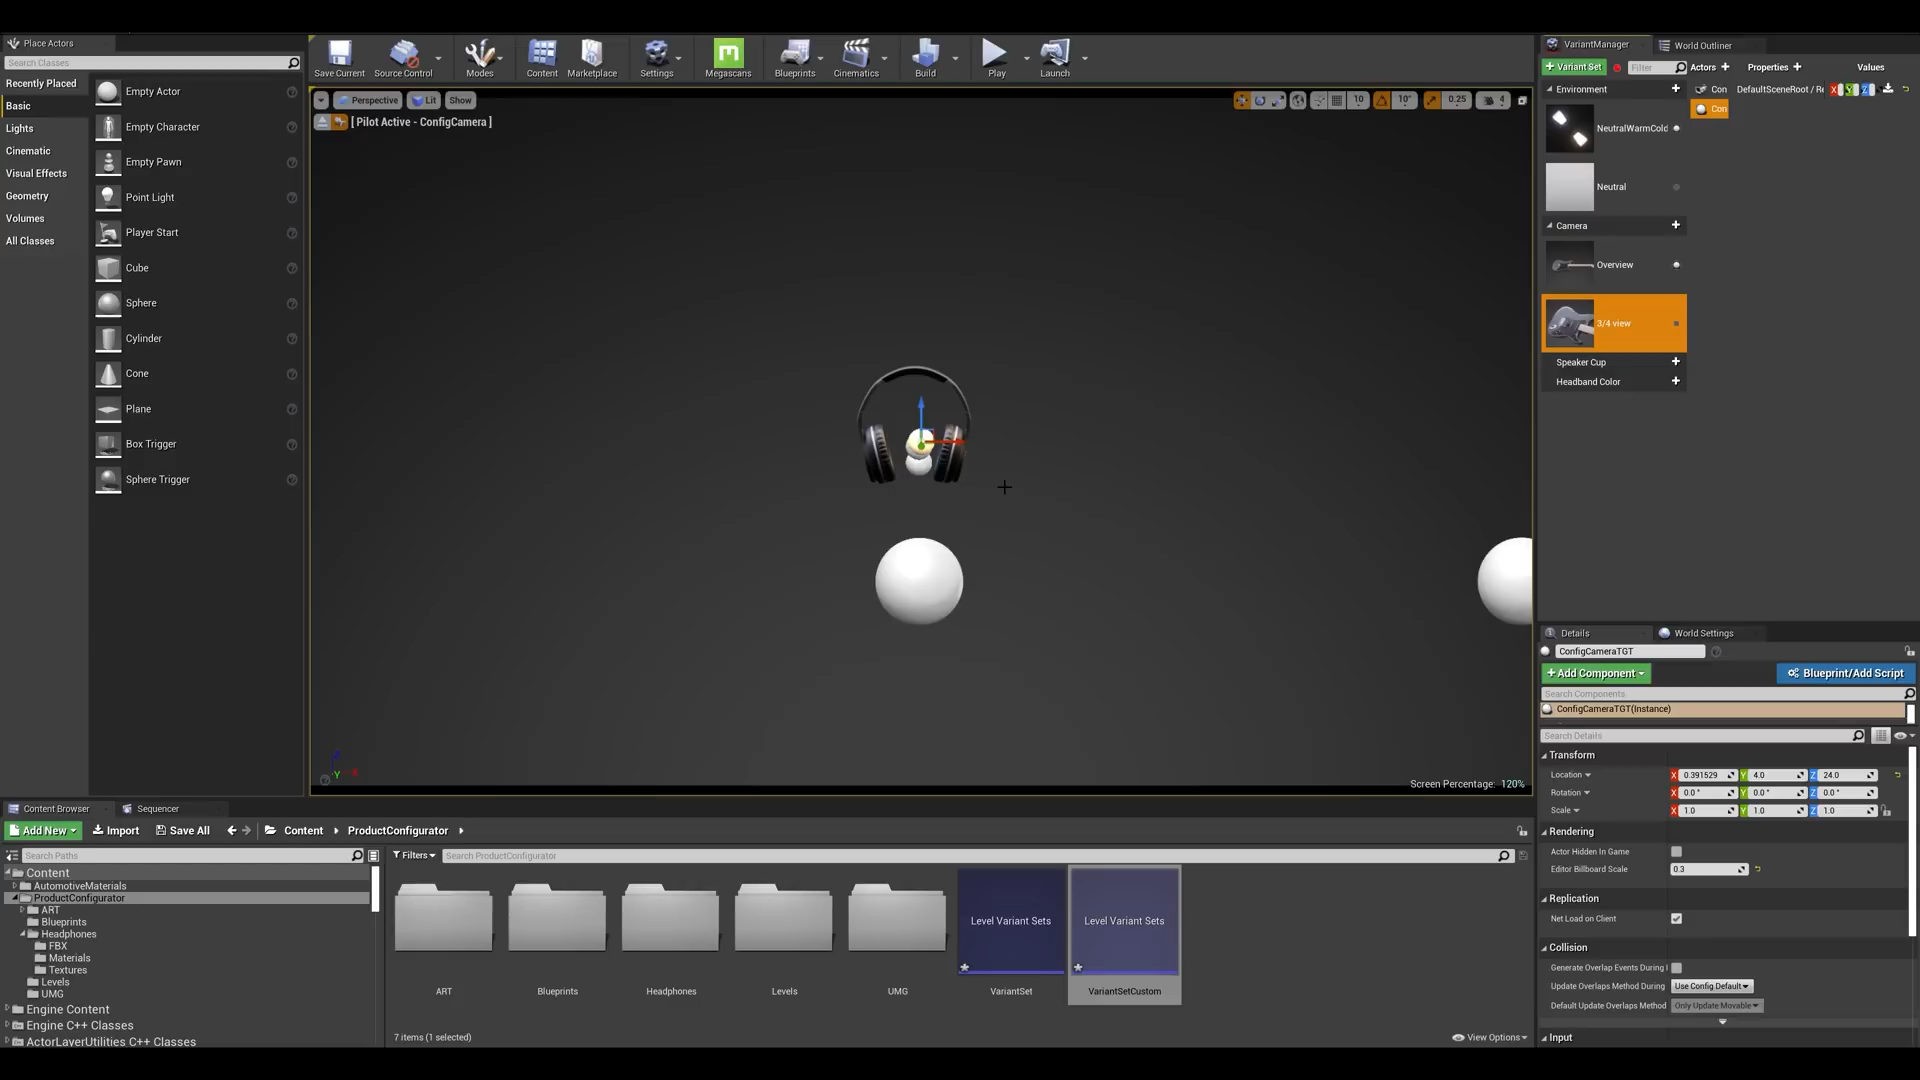 Place Actors
Search Classes
Recently Placed
Basic
Lights
Cinematic
Visual Effects
Geometry
Volumes
All Classes
Empty Actor
Empty Character
Empty Pawn
Point Light
Player Start
Cube
Sphere
Cylinder
Cone
Plane
Box Trigger
Sphere Trigger
Save Current
Source Control
Modes
Content
Marketplace
Settings
Megascans
Blueprints
Cinematics
Build
Play
Launch
Perspective
Lit
Show
10
10°
0.25
4
[ Pilot Active - ConfigCamera ]
Z
Y
X
Screen Percentage: 120%
VariantManager
World Outliner
+ Variant Set
Filter
Actors +
Properties +
Values
Environment
NeutralWarmCold
Neutral
Camera
Overview
3/4 view
Speaker Cup
Headband Color
Con
DefaultSceneRoot / Re
X
Y
Z
Con
Details
World Settings
ConfigCameraTGT
+ Add Component
Blueprint/Add Script
Search Components
ConfigCameraTGT(Instance)
Search Details
Transform
Location
X 0.391529 Y 4.0 Z 24.0
Rotation
X 0.0 ° Y 0.0 ° Z 0.0 °
Scale
X 1.0 Y 1.0 Z 1.0
Rendering
Actor Hidden In Game
Editor Billboard Scale
0.3
Replication
Net Load on Client
Collision
Generate Overlap Events During
Update Overlaps Method During
Use Config Default
Default Update Overlaps Method
Only Update Movable
Input
Content Browser
Sequencer
Add New
Import
Save All
Content
ProductConfigurator
Search Paths
Filters
Search ProductConfigurator
Content
AutomotiveMaterials
ProductConfigurator
ART
Blueprints
Headphones
FBX
Materials
Textures
Levels
UMG
Engine Content
Engine C++ Classes
ActorLayerUtilities C++ Classes
ART
Blueprints
Headphones
Levels
UMG
Level Variant Sets
VariantSet
Level Variant Sets
VariantSetCustom
7 items (1 selected)
View Options